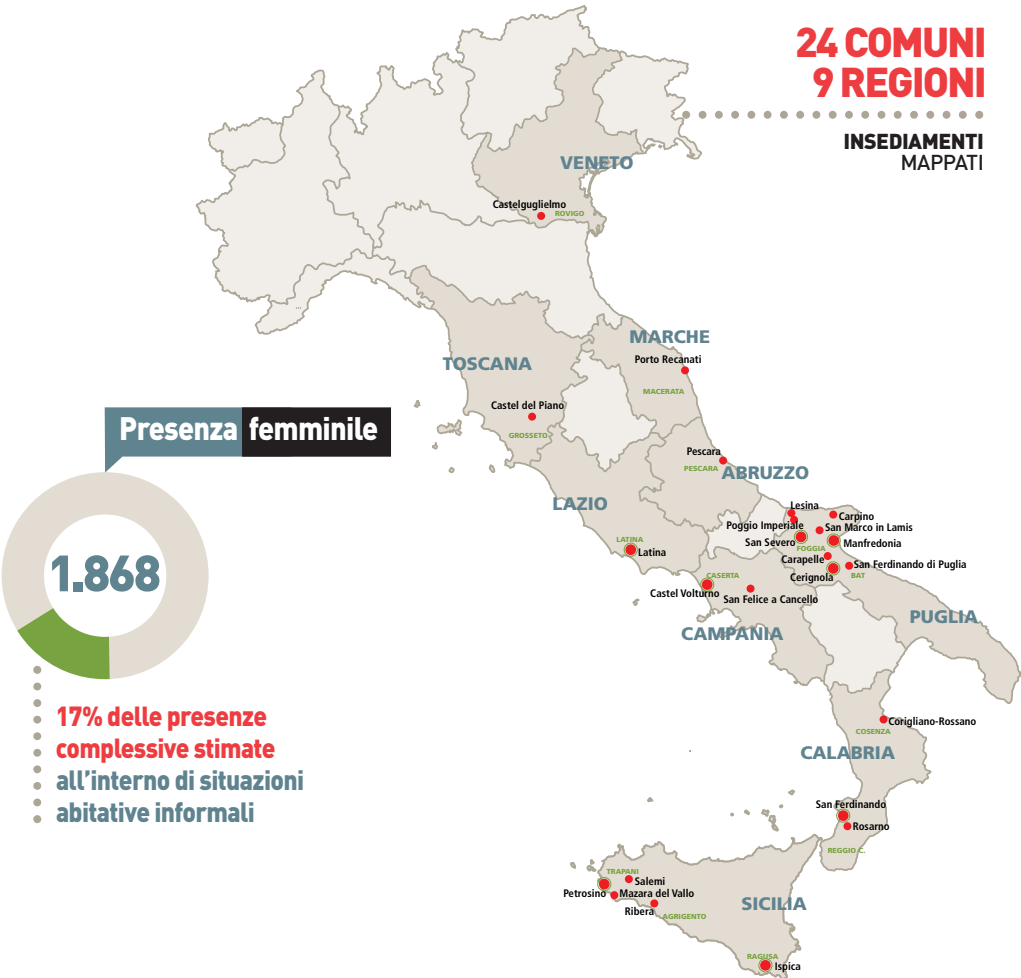 24 COMUNI
9 REGIONI
INSEDIAMENTI
MAPPATI
VENETO
Castelguglielmo
ROVIGO
MARCHE
Porto Recanati
MACERATA
TOSCANA
Castel del Piano
GROSSETO
Presenza femminile
1.868
17% delle presenze
complessive stimate
all'interno di situazioni
abitative informali
Pescara
PESCARA
ABRUZZO
LAZIO
LATINA
Latina
Lesina
Poggio Imperiale
Carpino
San Marco in Lamis
San Severo
Manfredonia
FOGGIA
Carapelle
San Ferdinando di Puglia
Cerignola
BAT
CASERTA
Castel Volturno
San Felice a Cancello
CAMPANIA
PUGLIA
Corigliano-Rossano
COSENZA
CALABRIA
San Ferdinando
Rosarno
REGGIO C.
TRAPANI
Salemi
Petrosino
Mazara del Vallo
Ribera
AGRIGENTO
SICILIA
RAGUSA
Ispica